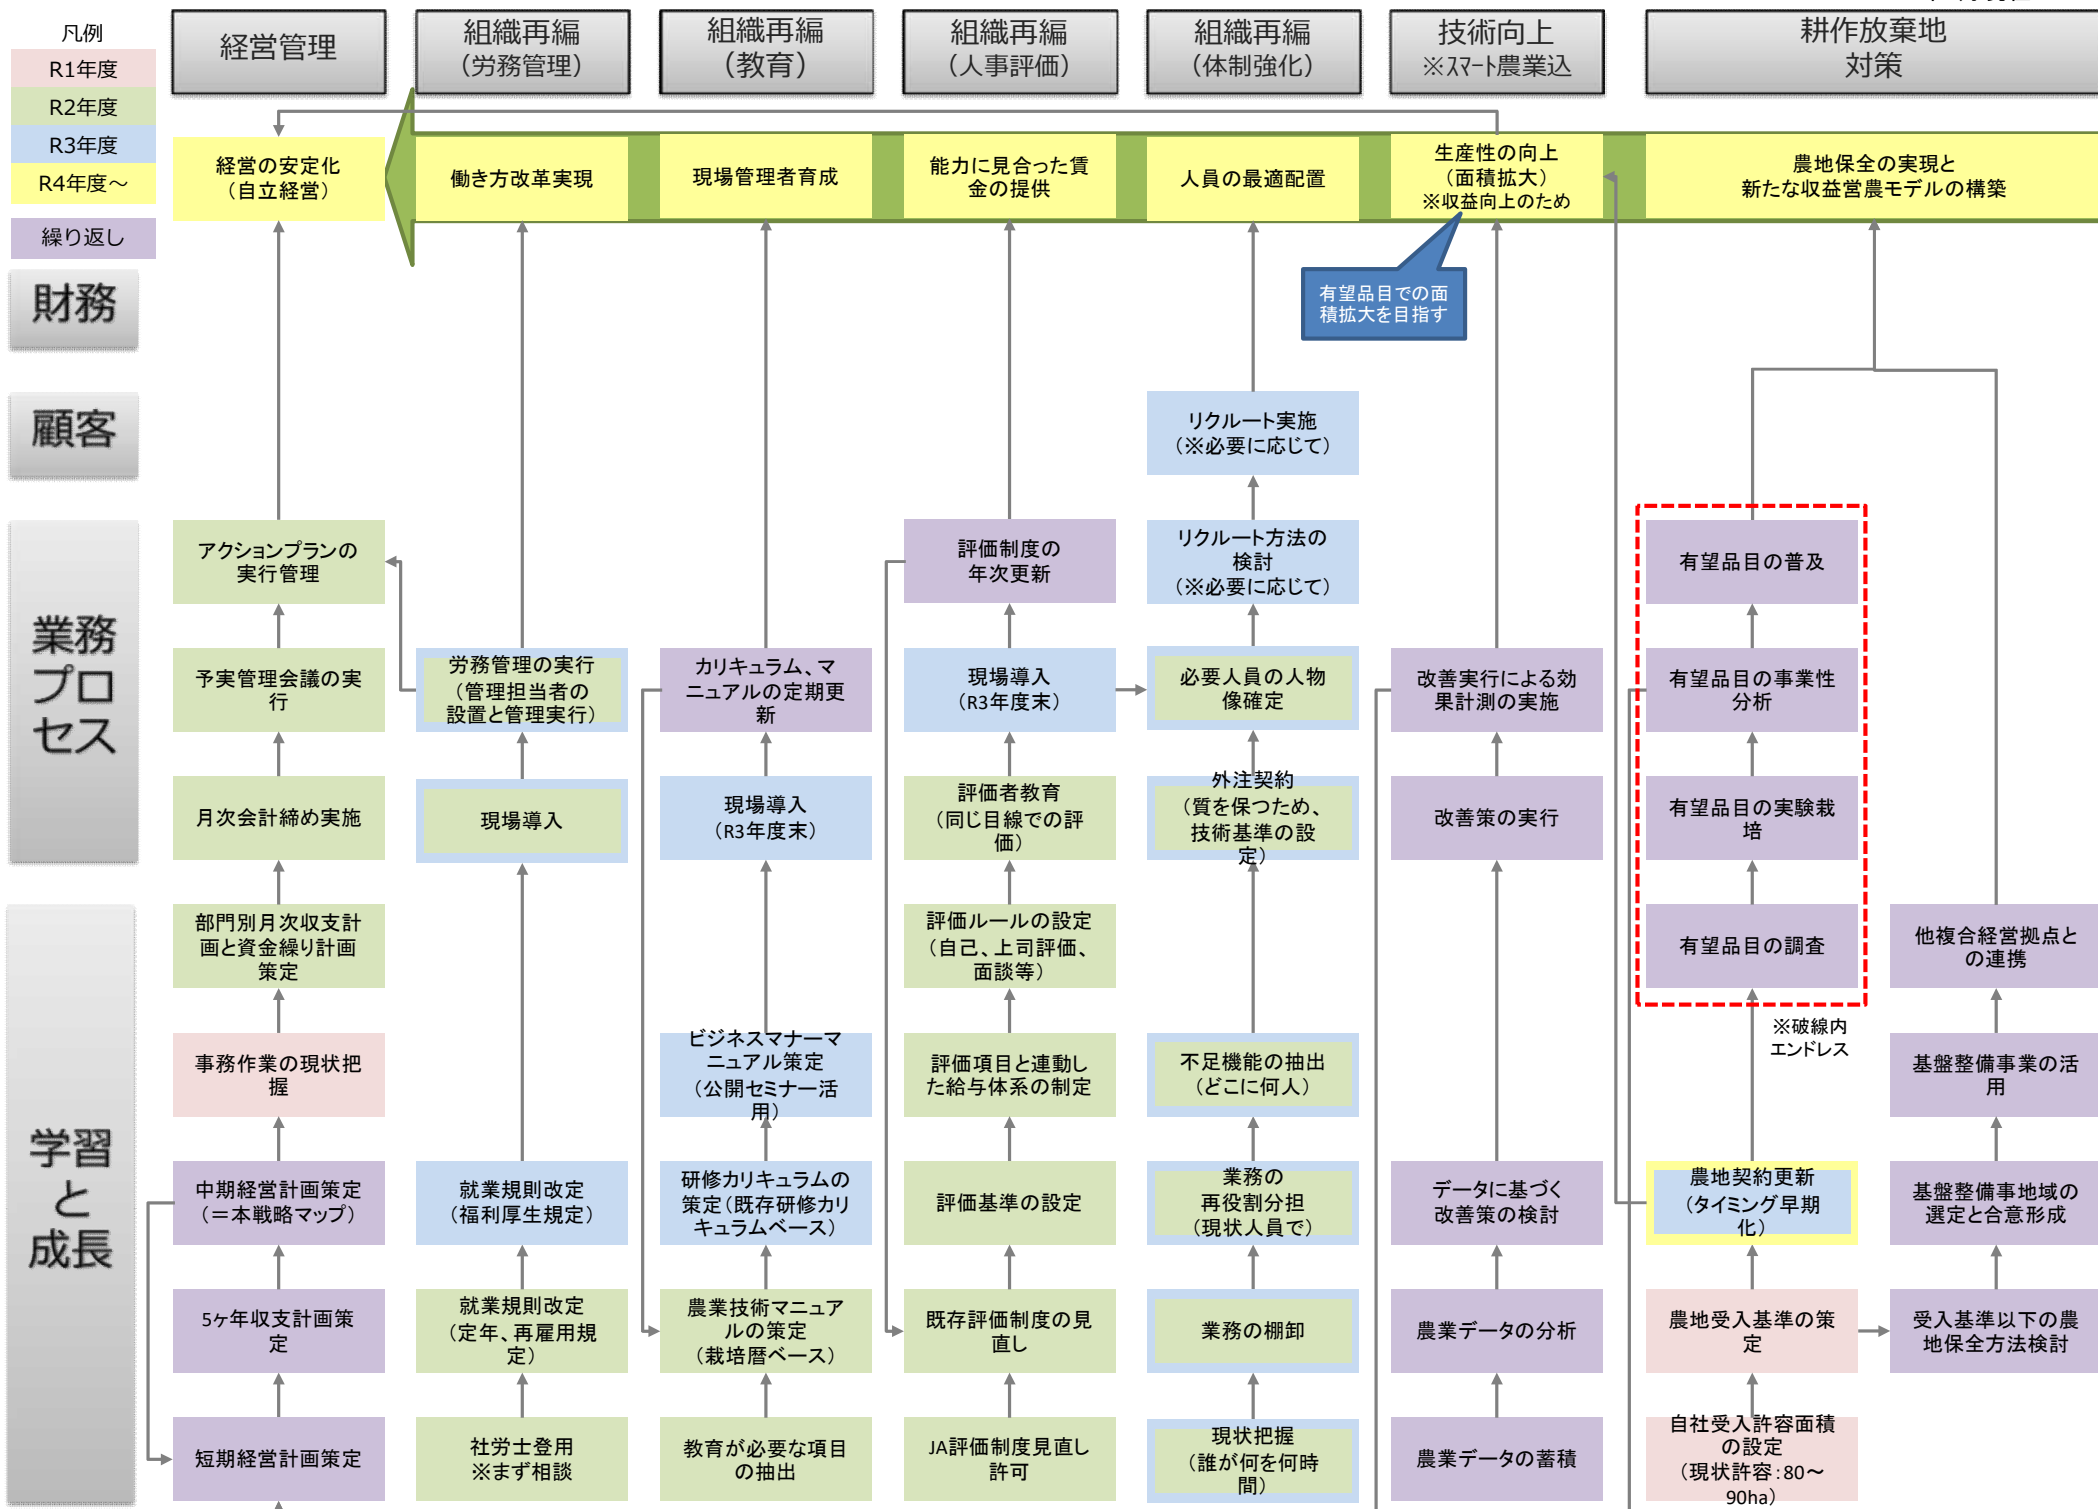 凡例
R1年度
R2年度
R3年度
R4年度～
繰り返し
経営管理
組織再編
（労務管理）
組織再編
（教育）
組織再編
（人事評価）
組織再編
（体制強化）
技術向上
※スマート農業込
耕作放棄地
対策
経営の安定化
（自立経営）
働き方改革実現
現場管理者育成
能力に見合った賃
金の提供
人員の最適配置
生産性の向上
（面積拡大）
※収益向上のため
農地保全の実現と
新たな収益営農モデルの構築
有望品目での面
積拡大を目指す
財務
顧客
業務
プロ
セス
学習
と
成長
アクションプランの
実行管理
予実管理会議の実
行
月次会計締め実施
部門別月次収支計
画と資金繰り計画
策定
事務作業の現状把
握
中期経営計画策定
（＝本戦略マップ）
5ヶ年収支計画策
定
短期経営計画策定
労務管理の実行
（管理担当者の
設置と管理実行）
現場導入
就業規則改定
（福利厚生規定）
就業規則改定
（定年、再雇用規
定）
社労士登用
※まず相談
カリキュラム、マ
ニュアルの定期更
新
現場導入
（R3年度末）
ビジネスマナーマ
ニュアル策定
（公開セミナー活
用）
研修カリキュラムの
策定（既存研修カリ
キュラムベース）
農業技術マニュア
ルの策定
（栽培暦ベース）
教育が必要な項目
の抽出
評価制度の
年次更新
現場導入
（R3年度末）
評価者教育
（同じ目線での評
価）
評価ルールの設定
（自己、上司評価、
面談等）
評価項目と連動し
た給与体系の制定
評価基準の設定
既存評価制度の見
直し
JA評価制度見直し
許可
リクルート実施
（※必要に応じて）
リクルート方法の
検討
（※必要に応じて）
必要人員の人物
像確定
外注契約
（質を保つため、
技術基準の設
定）
不足機能の抽出
（どこに何人）
業務の
再役割分担
（現状人員で）
業務の棚卸
現状把握
（誰が何を何時
間）
改善実行による効
果計測の実施
改善策の実行
データに基づく
改善策の検討
農業データの分析
農業データの蓄積
有望品目の普及
有望品目の事業性
分析
有望品目の実験栽
培
有望品目の調査
※破線内
エンドレス
農地契約更新
（タイミング早期
化）
農地受入基準の策
定
自社受入許容面積
の設定
（現状許容：80～
90ha）
他複合経営拠点と
の連携
基盤整備事業の活
用
基盤整備事地域の
選定と合意形成
受入基準以下の農
地保全方法検討